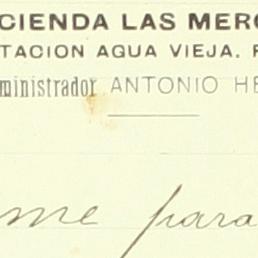 CIENDA LAS MERC
TACION AGUA VIEJA.
ministrador ANTONIO HE
me para